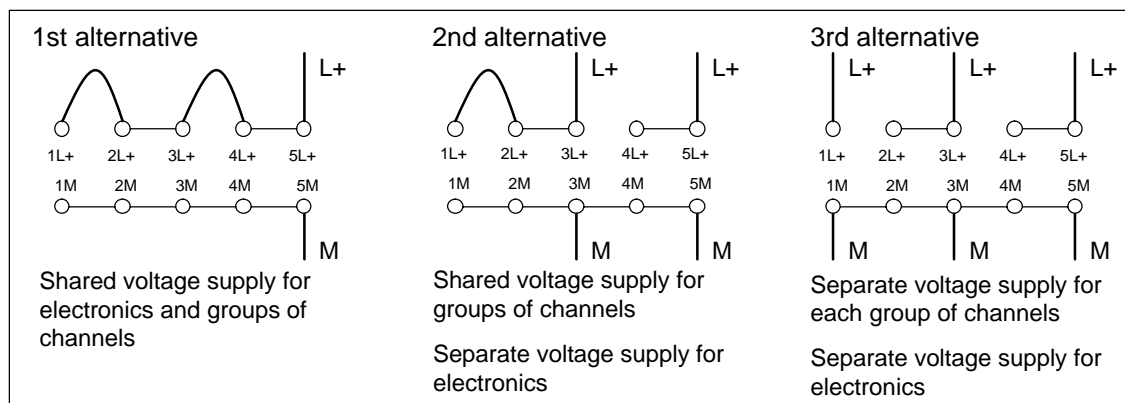 1st alternative
L+
1L+ 2L+ 3L+ 4L+ 5L+
1M 2M 3M 4M 5M
M
Shared voltage supply for
electronics and groups of
channels
2nd alternative
L+ L+
1L+ 2L+ 3L+ 4L+ 5L+
1M 2M 3M 4M 5M
M M
Shared voltage supply for
groups of channels
Separate voltage supply for
electronics
3rd alternative
L+ L+ L+
1L+ 2L+ 3L+ 4L+ 5L+
1M 2M 3M 4M 5M
M M M
Separate voltage supply for
each group of channels
Separate voltage supply for
electronics